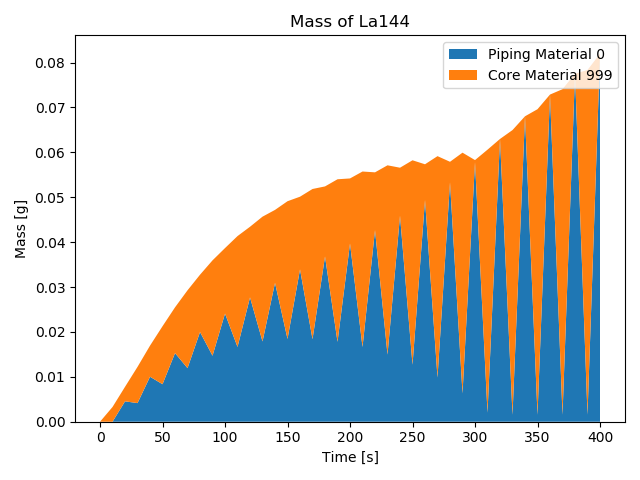 Mass of La144
Piping Material 0
Core Material 999
Mass [g]
0.08
0.07
0.06
0.05
0.04
0.03
0.02
0.01
0.00
0 50 100 150 200 250 300 350 400
Time [s]